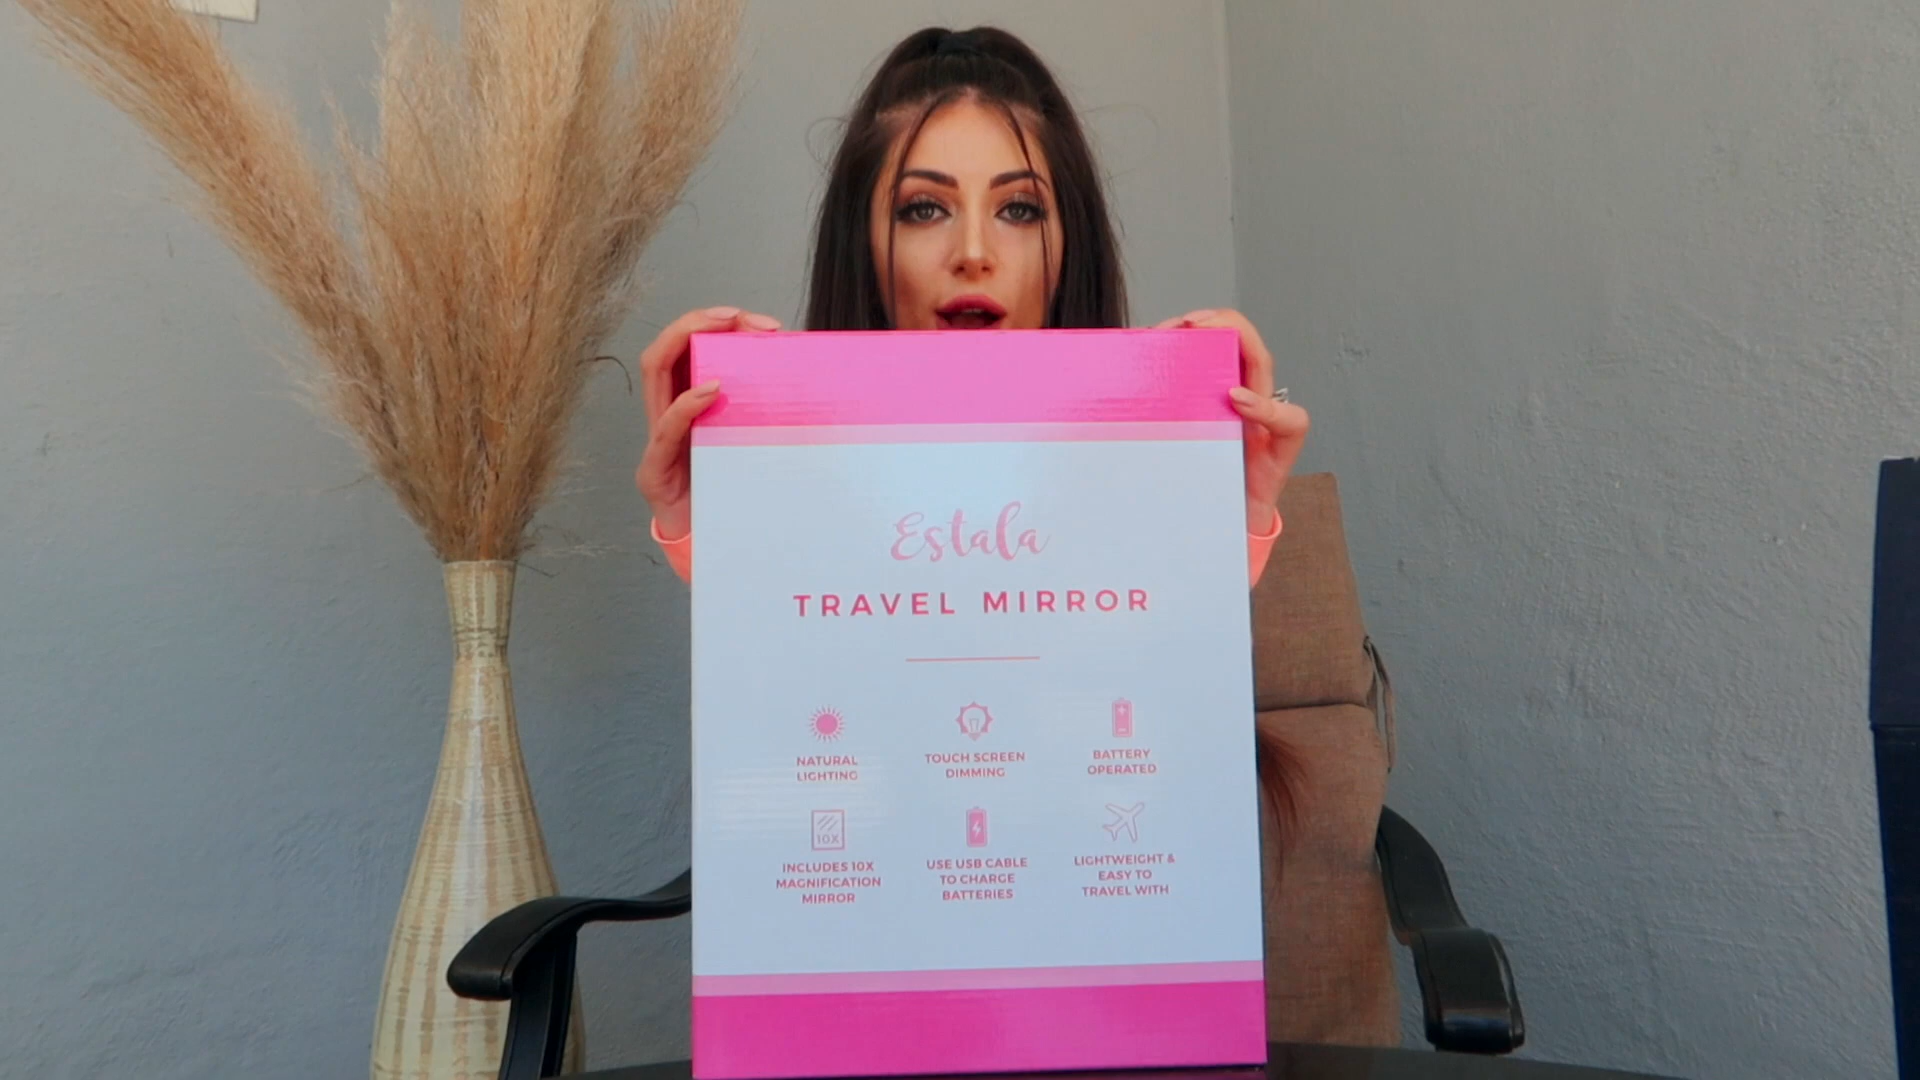 Estala
TRAVEL MIRROR
NATURAL
LIGHTING
TOUCH SCREEN
DIMMING
BATTERY
OPERATED
10X
INCLUDES 10X
MAGNIFICATION
MIRROR
USE USB CABLE
TO CHARGE
BATTERIES
LIGHTWEIGHT &
EASY TO
TRAVEL WITH